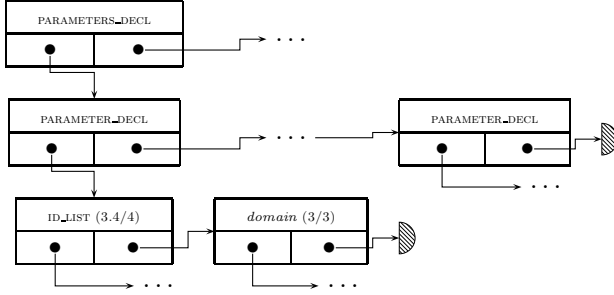 PARAMETERS_DECL
. . .
PARAMETER_DECL
. . .
PARAMETER_DECL
. . .
ID_LIST (3.4/4)
domain (3/3)
. . .
. . .